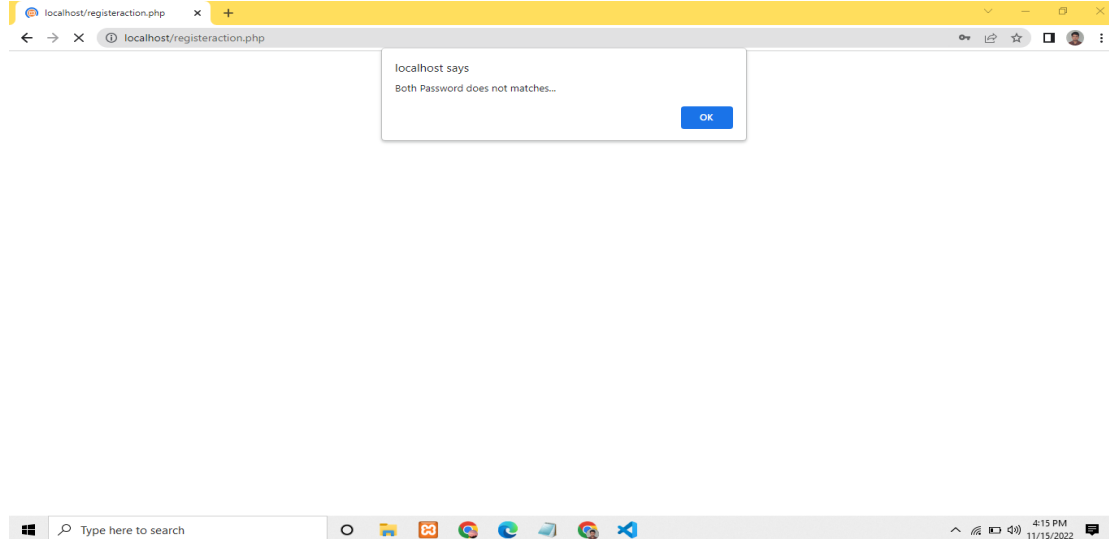 localhost/registeraction.php
localhost/registeraction.php
localhost says
Both Password does not matches...
OK
Type here to search
4:15 PM
11/15/2022